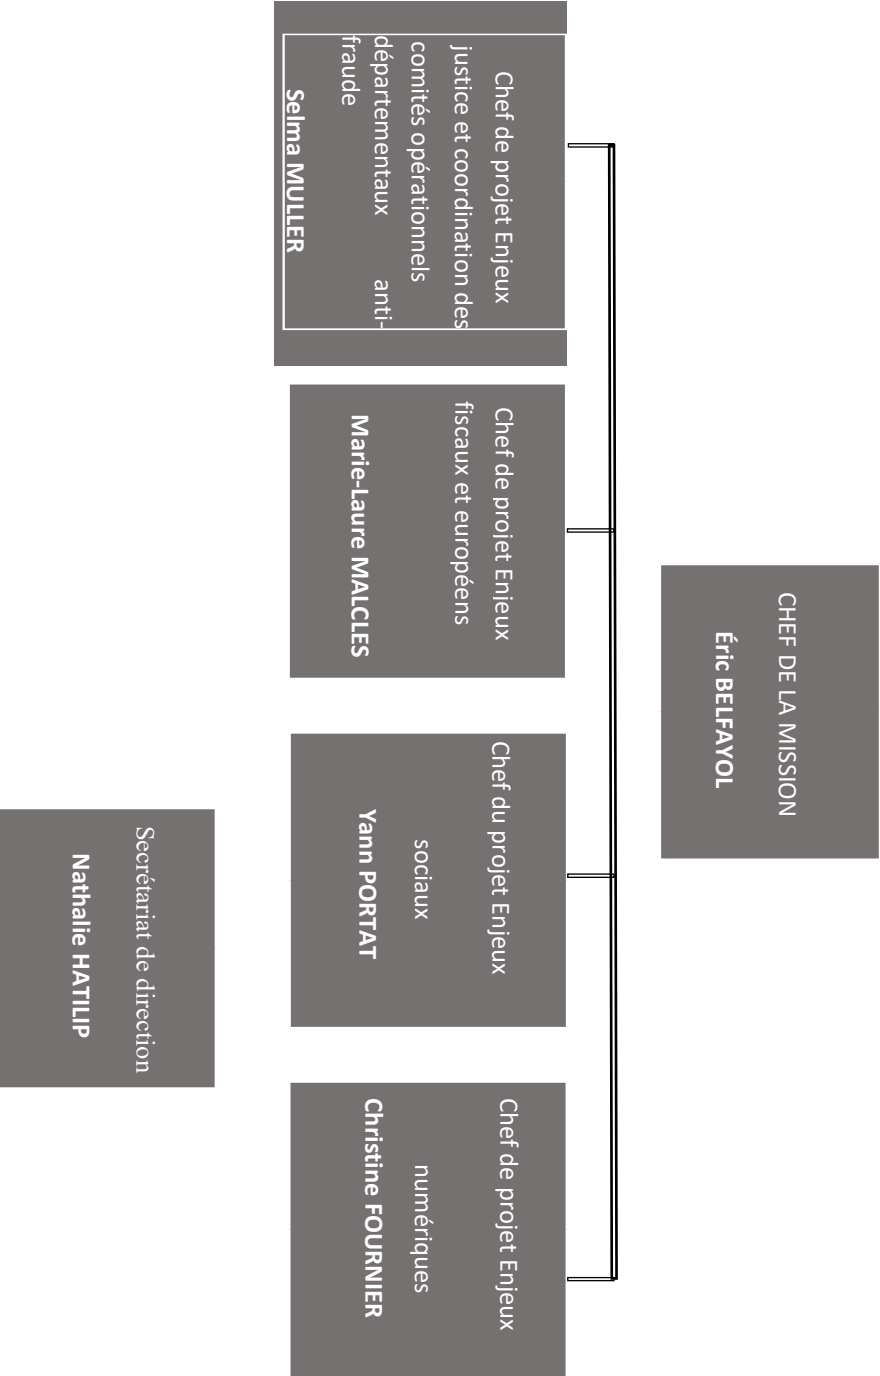 CHEF DE LA MISSION
Éric BELFAYOL
Chef de projet Enjeux
justice et coordination des
comités opérationnels
départementaux anti-
fraude
Selma MULLER
Chef de projet Enjeux
fiscaux et européens
Marie-Laure MALCLES
Chef du projet Enjeux
sociaux
Yann PORTAT
Chef de projet Enjeux
numériques
Christine FOURNIER
Secrétariat de direction
Nathalie HATILIP